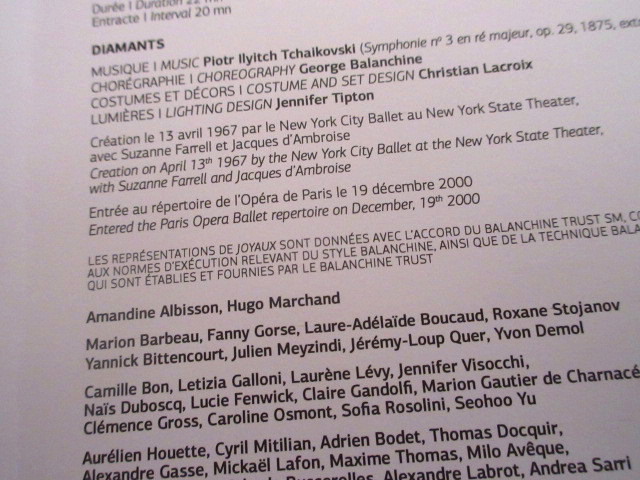 Durée | Duration 22 mn
Entracte | Interval 20 mn
DIAMANTS
MUSIQUE | MUSIC Piotr Ilyitch Tchaikovski (Symphonie nº 3 en ré majeur, op. 29, 1875,
CHORÉGRAPHIE | CHOREOGRAPHY George Balanchine
COSTUMES ET DÉCORS | COSTUME AND SET DESIGN Christian Lacroix
LUMIÈRES | LIGHTING DESIGN Jennifer Tipton
Création le 13 avril 1967 par le New York City Ballet au New York State Theater,
avec Suzanne Farrell et Jacques d'Amboise
Creation on April 13th 1967 by the New York City Ballet at the New York State Theater,
with Suzanne Farrell and Jacques d'Amboise
Entrée au répertoire de l'Opéra de Paris le 19 décembre 2000
Entered the Paris Opera Ballet repertoire on December, 19th 2000
LES REPRÉSENTATIONS DE JOYAUX SONT DONNÉES AVEC L'ACCORD DU BALANCHINE TRUST SM,
AUX NORMES D'EXÉCUTION RELEVANT DU STYLE BALANCHINE, AINSI QUE DE LA TECHNIQUE
QUI SONT ÉTABLIES ET FOURNIES PAR LE BALANCHINE TRUST
Amandine Albisson, Hugo Marchand
Marion Barbeau, Fanny Gorse, Laure-Adélaïde Boucaud, Roxane Stojanov
Yannick Bittencourt, Julien Meyzindi, Jérémy-Loup Quer, Yvon Demol
Camille Bon, Letizia Galloni, Laurène Lévy, Jennifer Visocchi,
Naïs Duboscq, Lucie Fenwick, Claire Gandolfi, Marion Gautier de Charnacé
Clémence Gross, Caroline Osmont, Sofia Rosolini, Seohoo Yu
Aurélien Houette, Cyril Mitilian, Adrien Bodet, Thomas Docquir,
Alexandre Gasse, Mickaël Lafon, Maxime Thomas, Milo Avêque,
Alexandre Labrot, Andrea Sarri